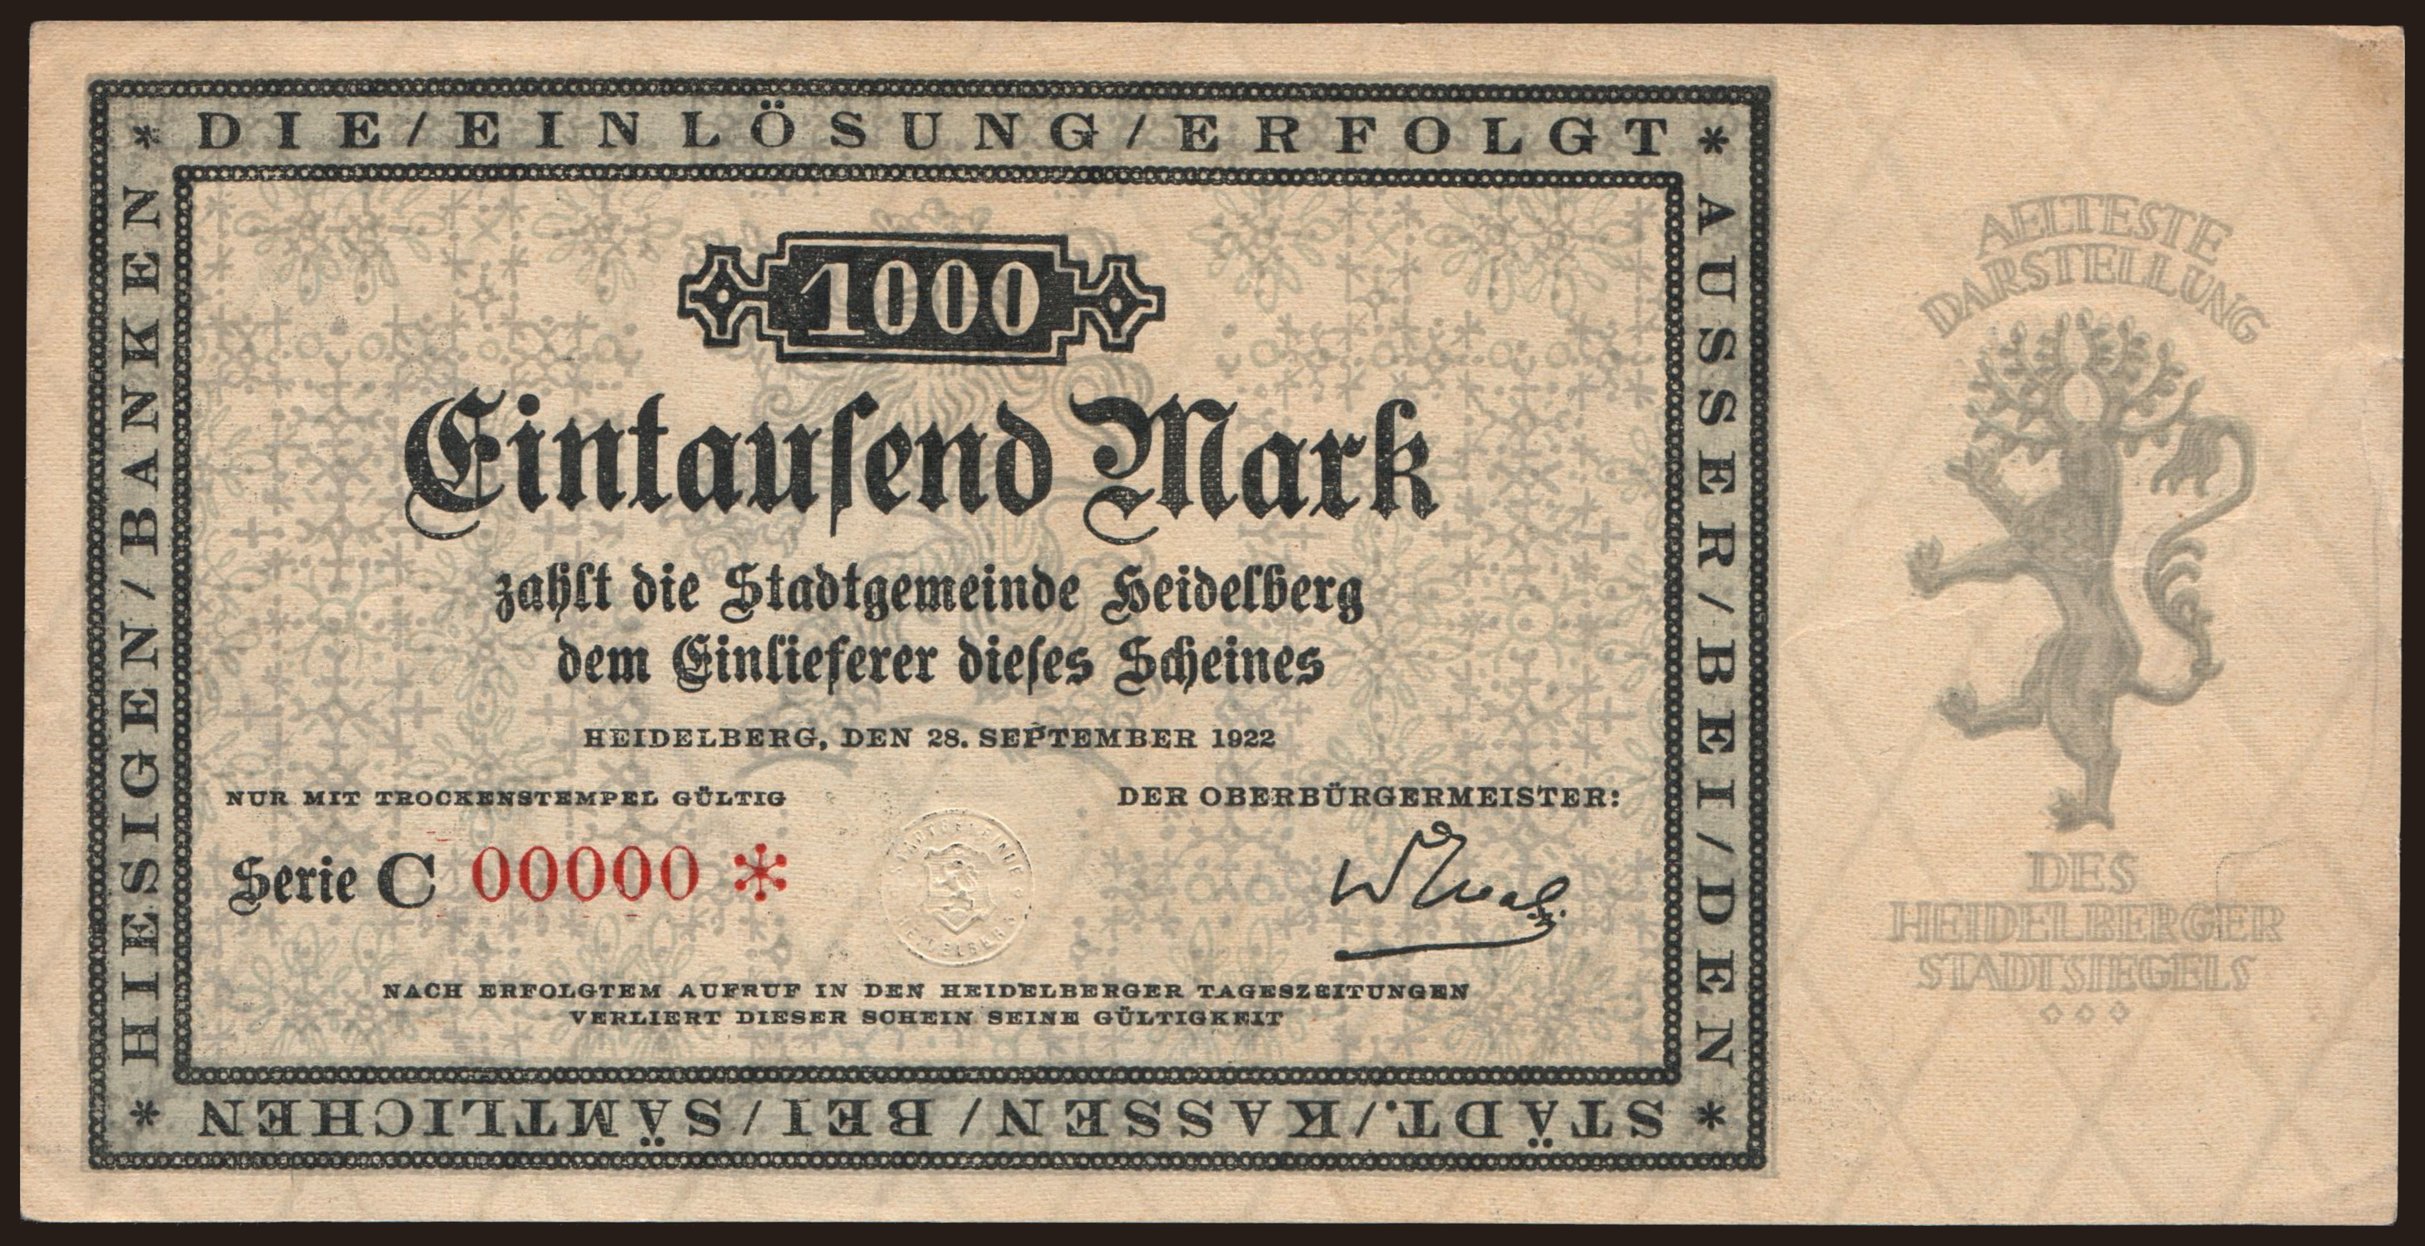 * DIE / EINLÖSUNG / ERFOLGT *
AUSSER / BEI / DEN
* STÄDT. / KASSEN / BEI / SÄMTLICHEN *
HIESIGEN / BANKEN
1000
Eintauſend Mark
zahlt die Stadtgemeinde Heidelberg
dem Einlieferer dieſes Scheines
HEIDELBERG, DEN 28. SEPTEMBER 1922
NUR MIT TROCKENSTEMPEL GÜLTIG
DER OBERBÜRGERMEISTER:
Serie C 00000 *
STADTGEMEINDE HEIDELBERG
NACH ERFOLGTEM AUFRUF IN DEN HEIDELBERGER TAGESZEITUNGEN
VERLIERT DIESER SCHEIN SEINE GÜLTIGKEIT
AELTESTE
DARSTELLUNG
DES
HEIDELBERGER
STADTSIEGELS